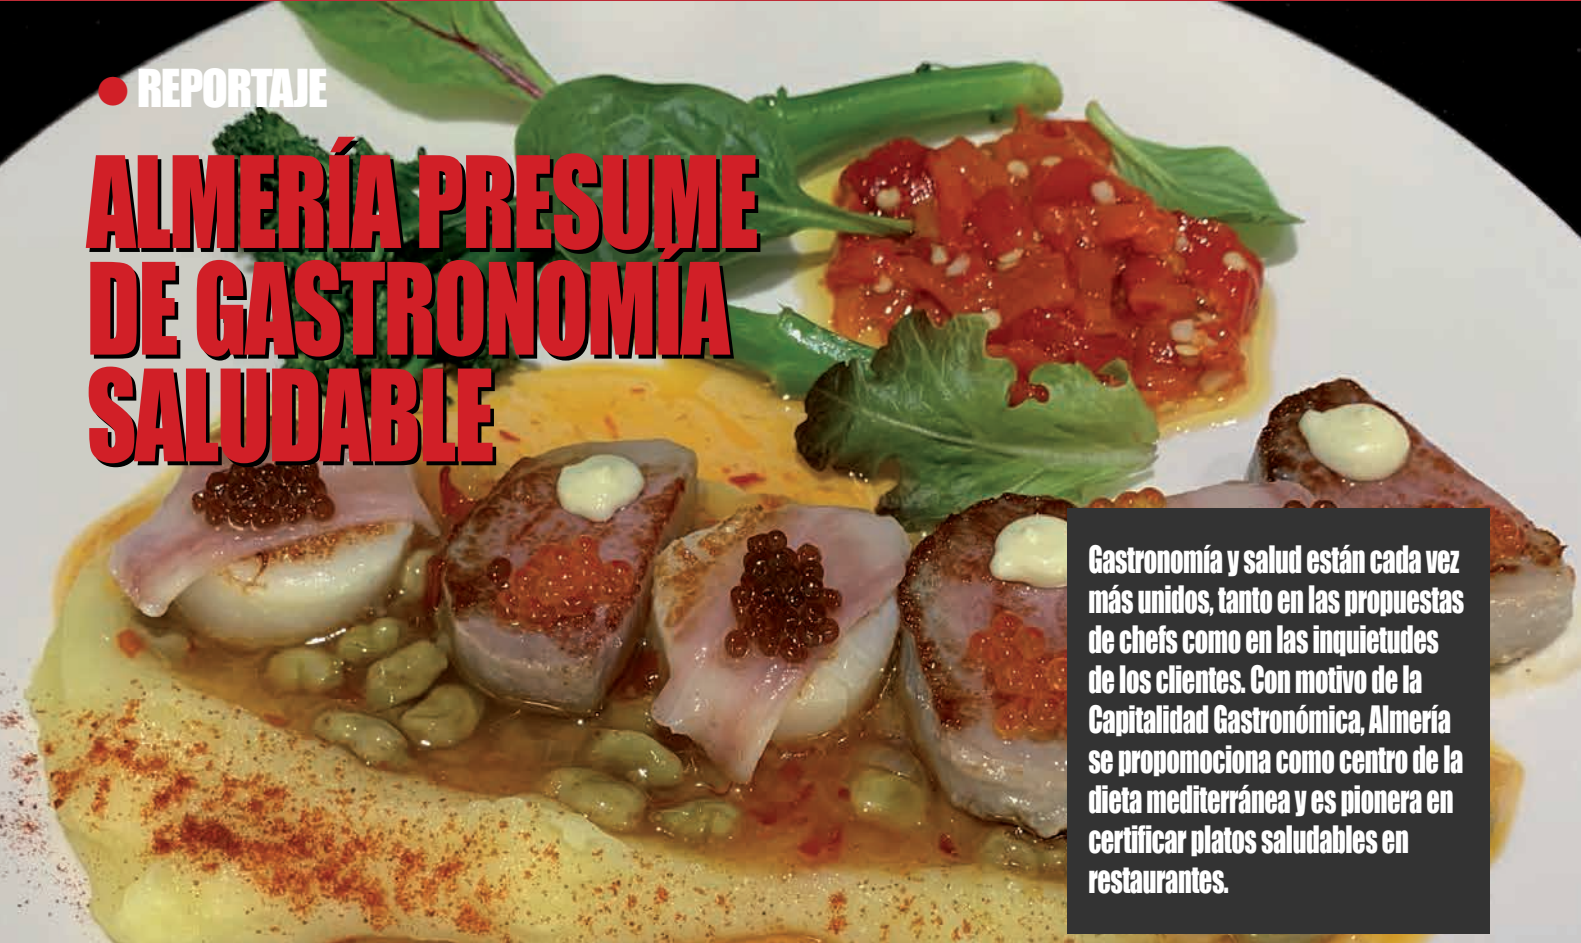 REPORTAJE
ALMERÍA PRESUME
DE GASTRONOMÍA
SALUDABLE
Gastronomía y salud están cada vez
más unidos, tanto en las propuestas
de chefs como en las inquietudes
de los clientes. Con motivo de la
Capitalidad Gastronómica, Almería
se propomociona como centro de la
dieta mediterránea y es pionera en
certificar platos saludables en
restaurantes.